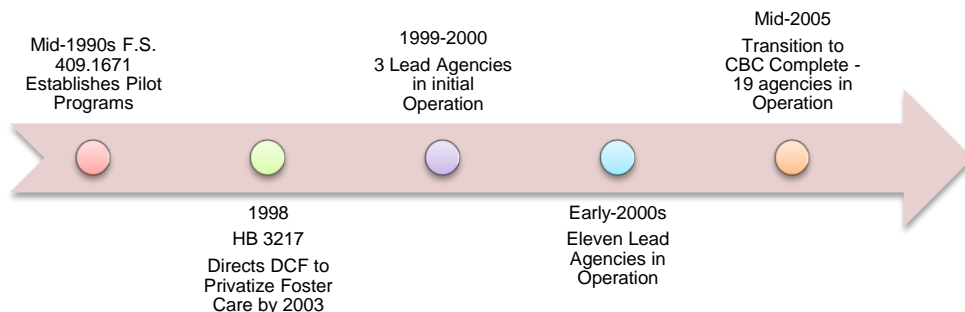 Mid-1990s F.S.
409.1671
Establishes Pilot
Programs
1998
HB 3217
Directs DCF to
Privatize Foster
Care by 2003
1999-2000
3 Lead Agencies
in initial
Operation
Early-2000s
Eleven Lead
Agencies in
Operation
Mid-2005
Transition to
CBC Complete -
19 agencies in
Operation